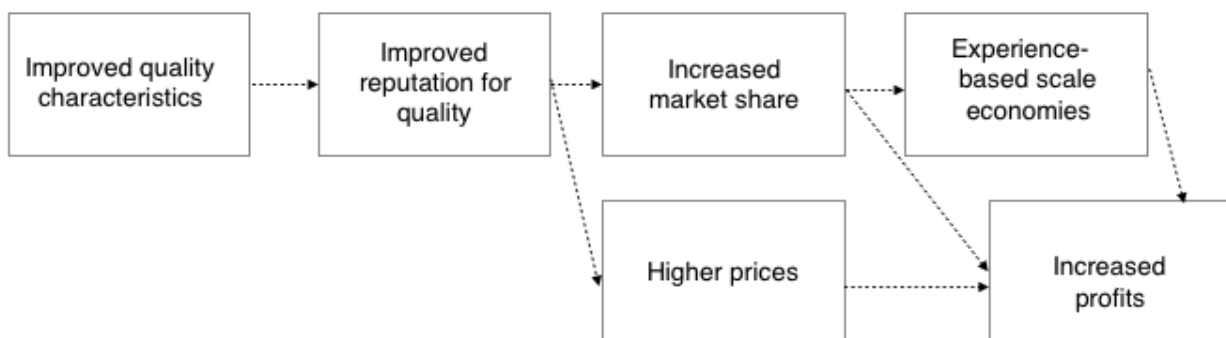 Improved quality
characteristics
Improved
reputation for
quality
Increased
market share
Experience-
based scale
economies
Higher prices
Increased
profits